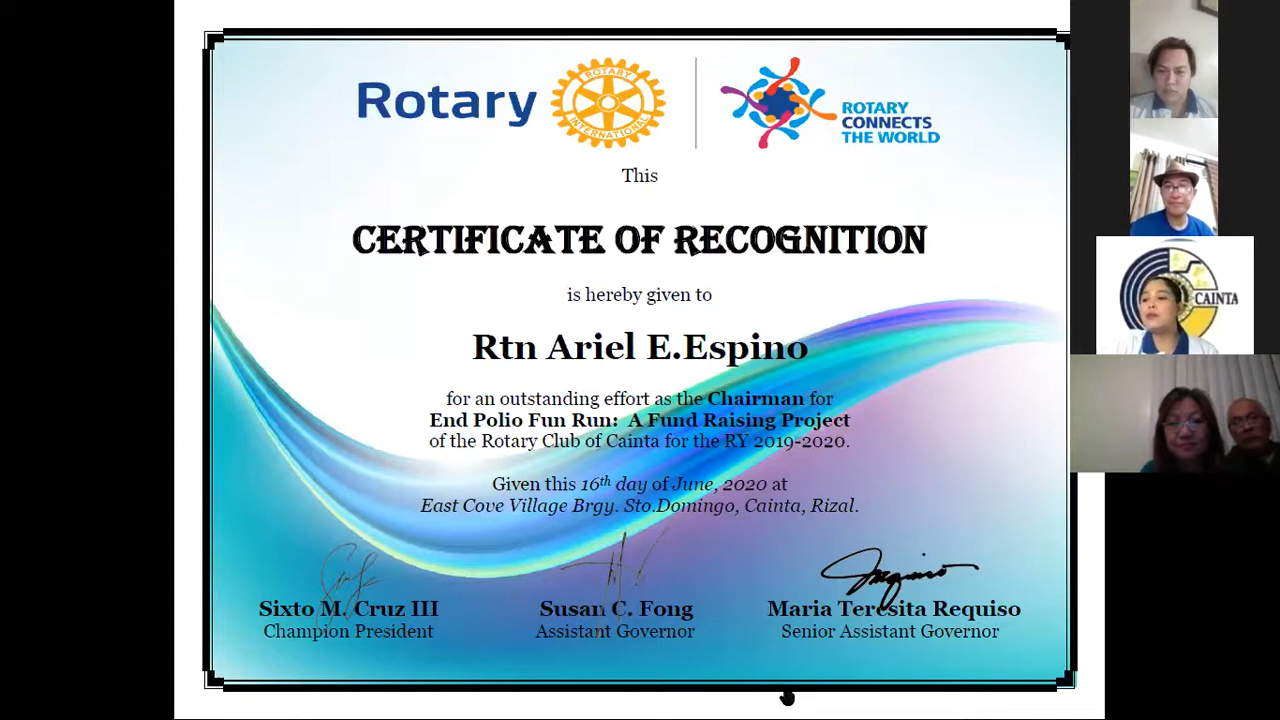 Rotary
ROTARY
INTERNATIONAL
ROTARY
CONNECTS
THE WORLD
This
CERTIFICATE OF RECOGNITION
is hereby given to
Rtn Ariel E.Espino
for an outstanding effort as the Chairman for
End Polio Fun Run: A Fund Raising Project
of the Rotary Club of Cainta for the RY 2019-2020.
Given this 16th day of June, 2020 at
East Cove Village Brgy. Sto.Domingo, Cainta, Rizal.
Sixto M. Cruz III
Champion President
Susan C. Fong
Assistant Governor
Requiso
Maria Teresita Requiso
Senior Assistant Governor
CAINTA